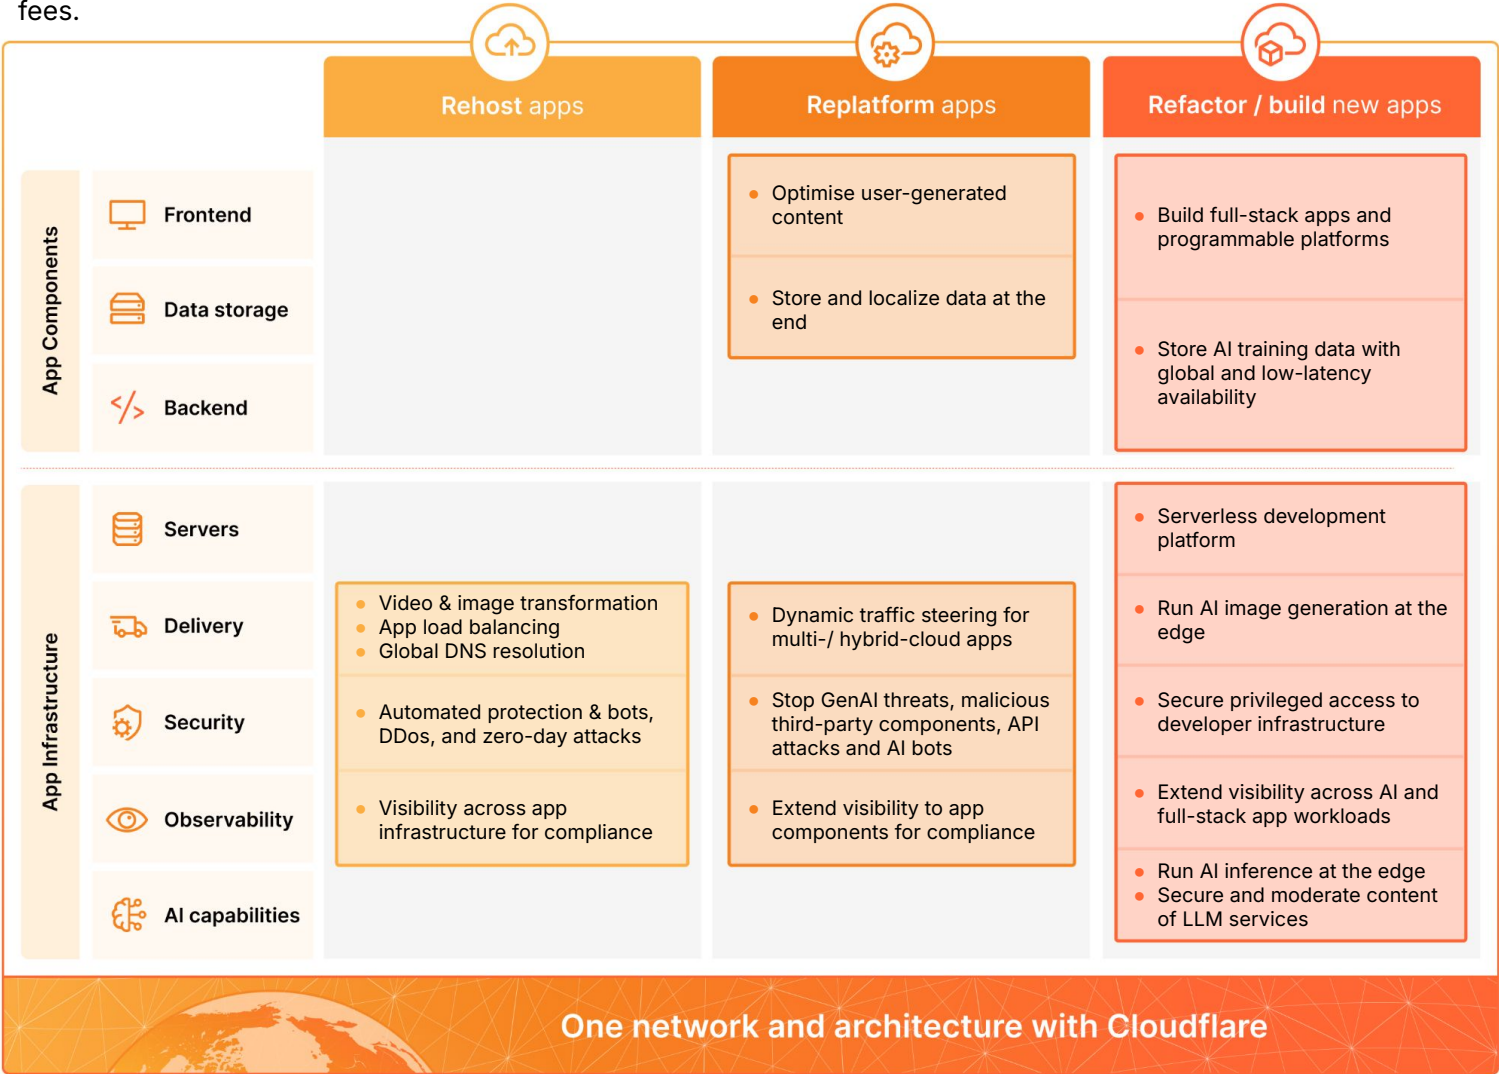 fees.
Rehost apps
Replatform apps
Refactor / build new apps
App Components
Frontend
• Optimise user-generated
content
• Build full-stack apps and
programmable platforms
Data storage
• Store and localize data at the
end
• Store AI training data with
global and low-latency
availability
Backend
App Infrastructure
Servers
• Serverless development
platform
Delivery
• Video & image transformation
• App load balancing
• Global DNS resolution
• Dynamic traffic steering for
multi-/ hybrid-cloud apps
• Run AI image generation at the
edge
Security
• Automated protection & bots,
DDos, and zero-day attacks
• Stop GenAI threats, malicious
third-party components, API
attacks and AI bots
• Secure privileged access to
developer infrastructure
Observability
• Visibility across app
infrastructure for compliance
• Extend visibility to app
components for compliance
• Extend visibility across AI and
full-stack app workloads
AI capabilities
• Run AI inference at the edge
• Secure and moderate content
of LLM services
One network and architecture with Cloudflare